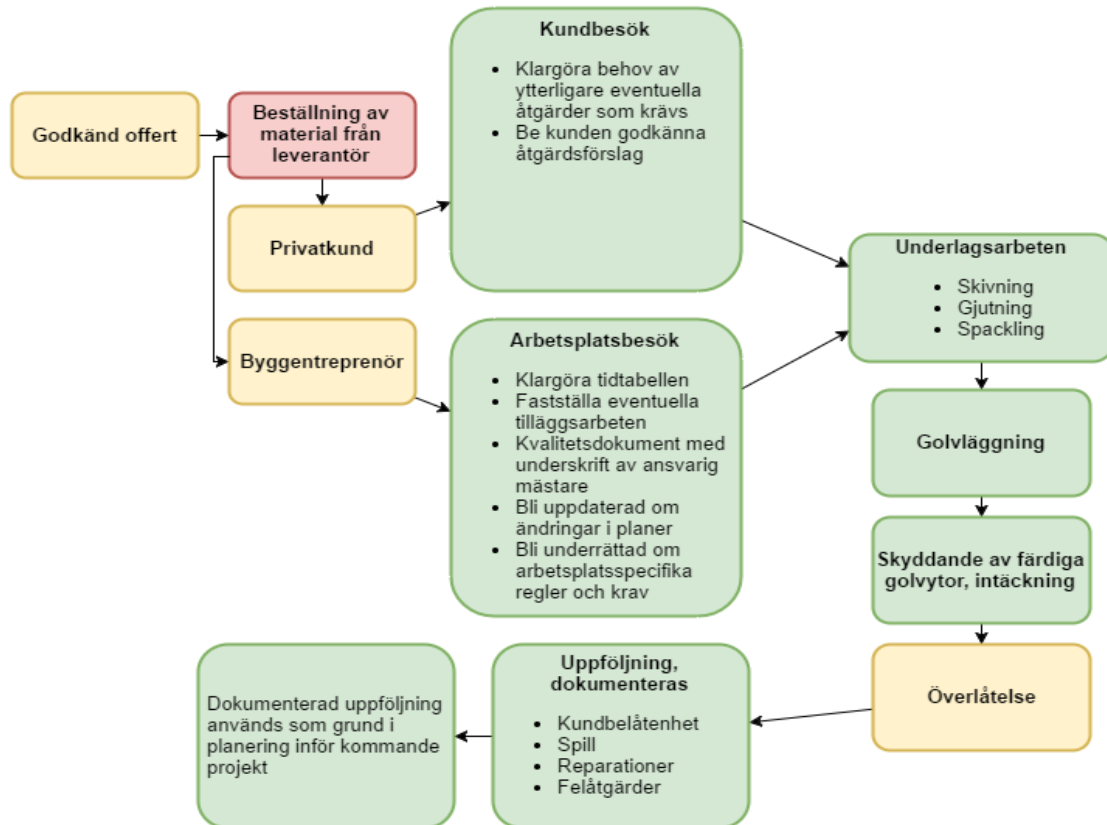 Godkänd offert
Beställning av
material från
leverantör
Privatkund
Byggentreprenör
Kundbesök
• Klargöra behov av
ytterligare eventuella
åtgärder som krävs
• Be kunden godkänna
åtgärdsförslag
Arbetsplatsbesök
• Klargöra tidtabellen
• Fastställa eventuella
tilläggsarbeten
• Kvalitetsdokument med
underskrift av ansvarig
mästare
• Bli uppdaterad om
ändringar i planer
• Bli underrättad om
arbetsplatsspecifika
regler och krav
Underlagsarbeten
• Skivning
• Gjutning
• Spackling
Golvläggning
Skyddande av färdiga
golvytor, intäckning
Överlåtelse
Uppföljning,
dokumenteras
• Kundbelåtenhet
• Spill
• Reparationer
• Felåtgärder
Dokumenterad uppföljning
används som grund i
planering inför kommande
projekt